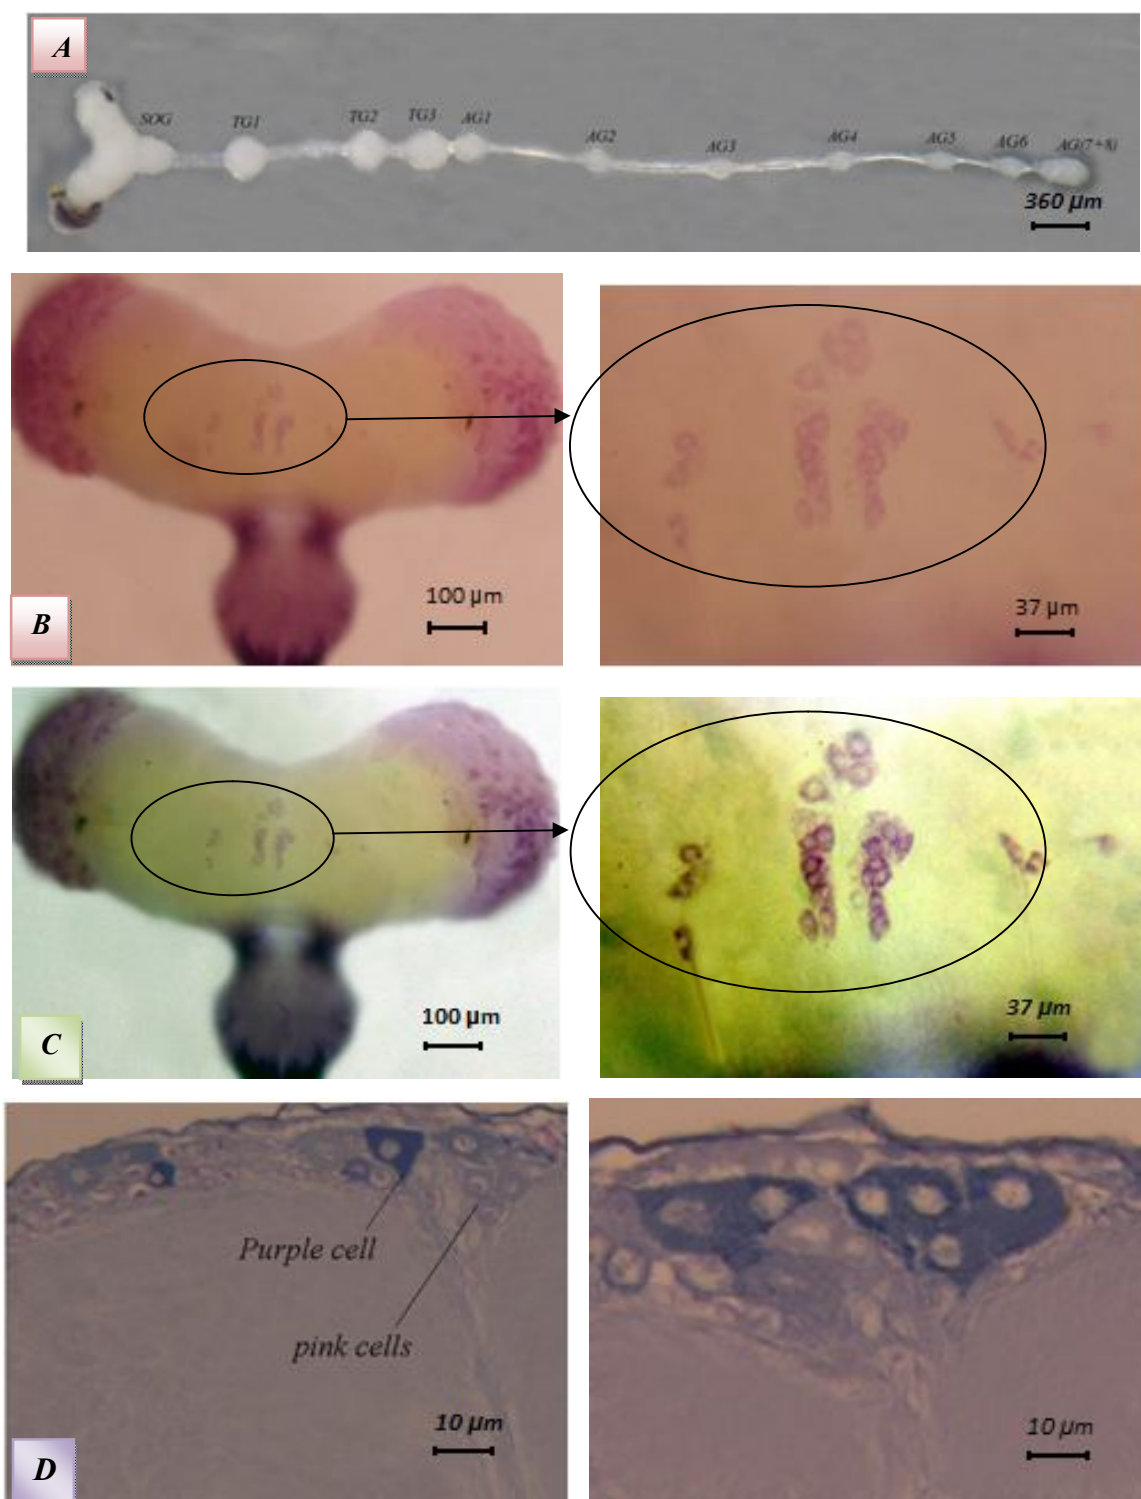 A
SOG
TG1
TG2
TG3
AG1
AG2
AG3
AG4
AG5
AG6
AG(7+8)
360 µm
100 µm
37 µm
B
100 µm
37 µm
C
Purple cell
pink cells
10 µm
10 µm
D